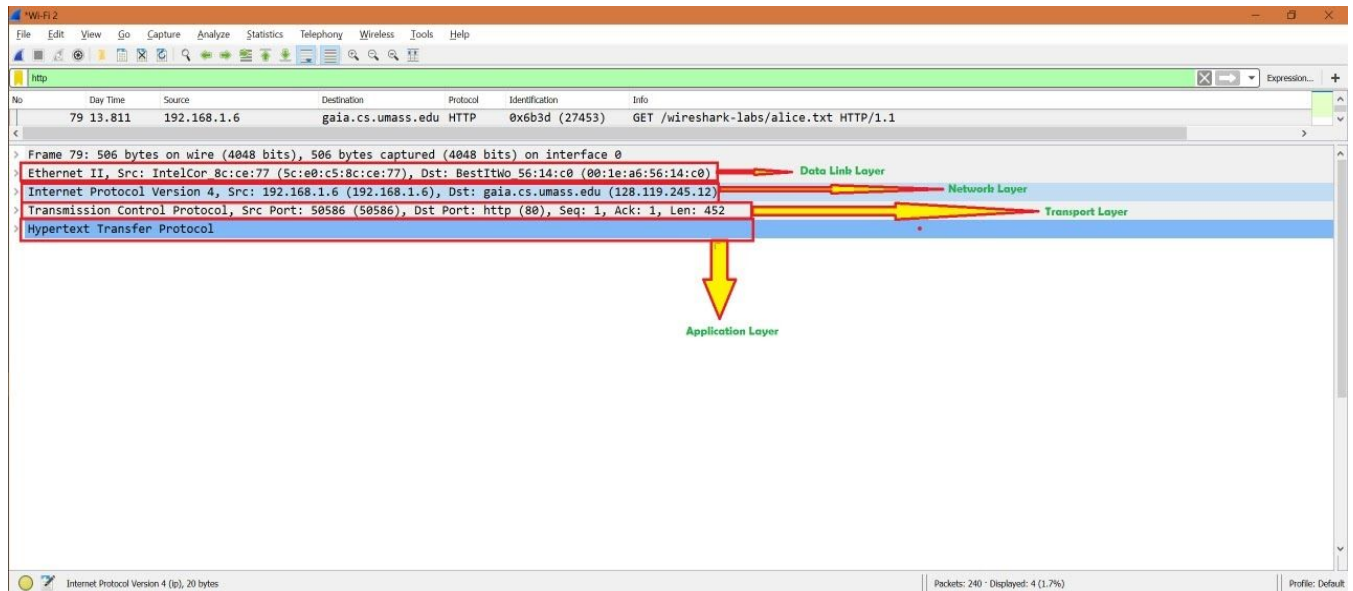 *Wi-Fi 2
File Edit View Go Capture Analyze Statistics Telephony Wireless Tools Help
http Expression... +
No Day Time Source Destination Protocol Identification Info
79 13.811 192.168.1.6 gaia.cs.umass.edu HTTP 0x6b3d (27453) GET /wireshark-labs/alice.txt HTTP/1.1
> Frame 79: 506 bytes on wire (4048 bits), 506 bytes captured (4048 bits) on interface 0
> Ethernet II, Src: IntelCor_8c:ce:77 (5c:e0:c5:8c:ce:77), Dst: BestItWo_56:14:c0 (00:1e:a6:56:14:c0) Data Link Layer
> Internet Protocol Version 4, Src: 192.168.1.6 (192.168.1.6), Dst: gaia.cs.umass.edu (128.119.245.12) Network Layer
> Transmission Control Protocol, Src Port: 50586 (50586), Dst Port: http (80), Seq: 1, Ack: 1, Len: 452 Transport Layer
> Hypertext Transfer Protocol
Application Layer
Internet Protocol Version 4 (ip), 20 bytes Packets: 240 · Displayed: 4 (1.7%) Profile: Default